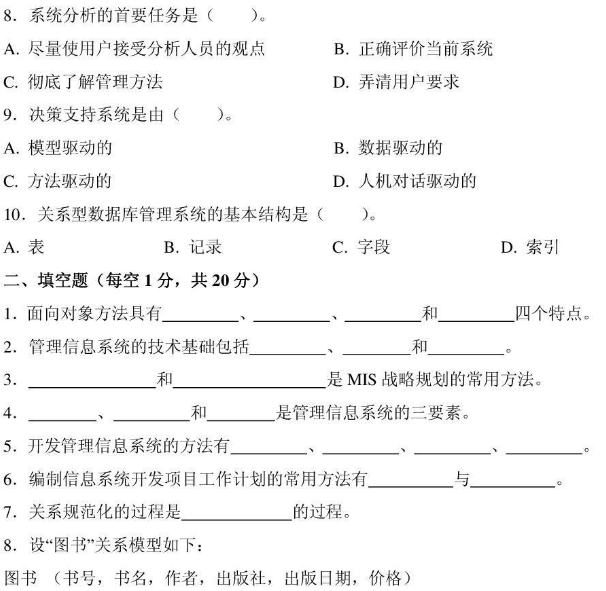 8．系统分析的首要任务是（　　）。
A. 尽量使用户接受分析人员的观点　　B. 正确评价当前系统
C. 彻底了解管理方法　　D. 弄清用户要求
9．决策支持系统是由（　　）。
A. 模型驱动的　　B. 数据驱动的
C. 方法驱动的　　D. 人机对话驱动的
10．关系型数据库管理系统的基本结构是（　　）。
A. 表　　B. 记录　　C. 字段　　D. 索引
二、填空题（每空 1 分，共 20 分）
1．面向对象方法具有________、________、________和________四个特点。
2．管理信息系统的技术基础包括________、________和________。
3．____________和______________是 MIS 战略规划的常用方法。
4．________、________和________是管理信息系统的三要素。
5．开发管理信息系统的方法有________、________、________、________。
6．编制信息系统开发项目工作计划的常用方法有________与________。
7．关系规范化的过程是____________的过程。
8．设“图书”关系模型如下：
图书 （书号，书名，作者，出版社，出版日期，价格）